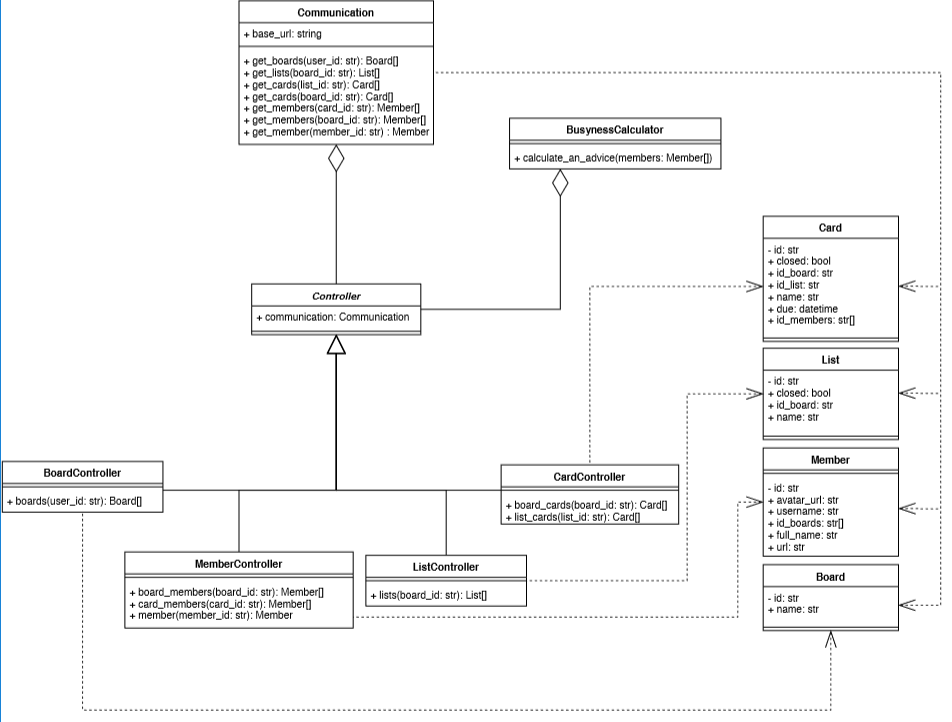 Communication
+ base_url: string
+ get_boards(user_id: str): Board[]
+ get_lists(board_id: str): List[]
+ get_cards(list_id: str): Card[]
+ get_cards(board_id: str): Card[]
+ get_members(card_id: str): Member[]
+ get_members(board_id: str): Member[]
+ get_member(member_id: str) : Member
BusynessCalculator
+ calculate_an_advice(members: Member[])
Controller
+ communication: Communication
Card
- id: str
+ closed: bool
+ id_board: str
+ id_list: str
+ name: str
+ due: datetime
+ id_members: str[]
List
- id: str
+ closed: bool
+ id_board: str
+ name: str
Member
- id: str
+ avatar_url: str
+ username: str
+ id_boards: str[]
+ full_name: str
+ url: str
Board
- id: str
+ name: str
BoardController
+ boards(user_id: str): Board[]
CardController
+ board_cards(board_id: str): Card[]
+ list_cards(list_id: str): Card[]
MemberController
+ board_members(board_id: str): Member[]
+ card_members(card_id: str): Member[]
+ member(member_id: str): Member
ListController
+ lists(board_id: str): List[]